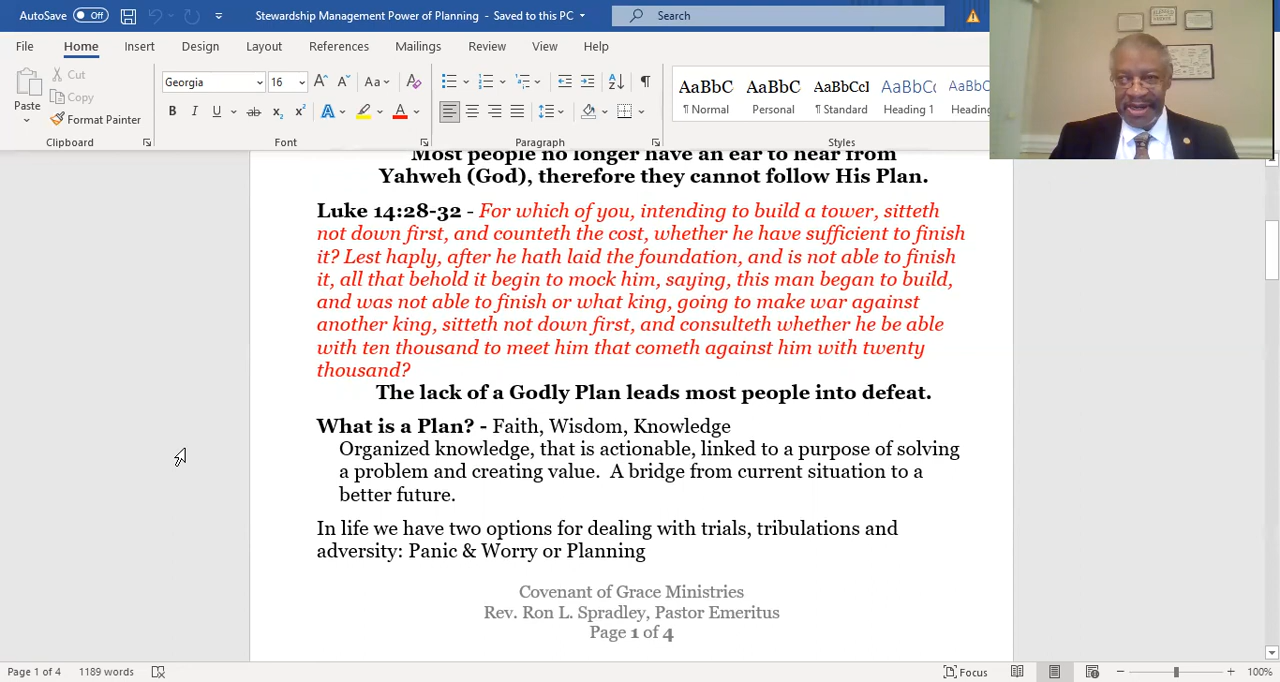 AutoSave Off Stewardship Management Power of Planning - Saved to this PC Search
File Home Insert Design Layout References Mailings Review View Help
Paste Cut Copy Format Painter
Georgia 16 Aa
B I U ab x₂ x² A A
AaBbC AaBbC AaBbCcI AaBbC AaBb
¶ Normal Personal ¶ Standard Heading 1 Heading
Clipboard Font Paragraph Styles
Most people no longer have an ear to hear from
Yahweh (God), therefore they cannot follow His Plan.
Luke 14:28-32 - For which of you, intending to build a tower, sitteth
not down first, and counteth the cost, whether he have sufficient to finish
it? Lest haply, after he hath laid the foundation, and is not able to finish
it, all that behold it begin to mock him, saying, this man began to build,
and was not able to finish or what king, going to make war against
another king, sitteth not down first, and consulteth whether he be able
with ten thousand to meet him that cometh against him with twenty
thousand?
The lack of a Godly Plan leads most people into defeat.
What is a Plan? - Faith, Wisdom, Knowledge
Organized knowledge, that is actionable, linked to a purpose of solving
a problem and creating value. A bridge from current situation to a
better future.
In life we have two options for dealing with trials, tribulations and
adversity: Panic & Worry or Planning
Covenant of Grace Ministries
Rev. Ron L. Spradley, Pastor Emeritus
Page 1 of 4
Page 1 of 4 1189 words Focus 100%